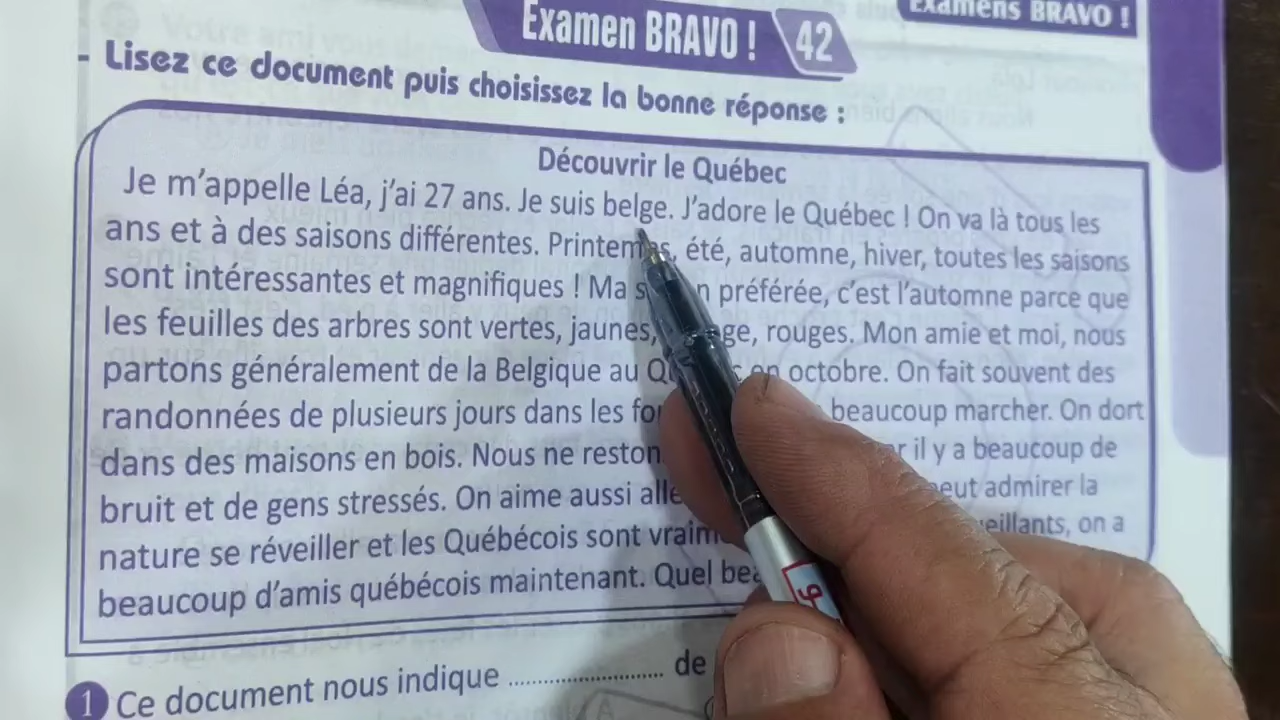 Examens BRAVO !
Examen BRAVO ! 42
- Lisez ce document puis choisissez la bonne réponse :
Découvrir le Québec
Je m'appelle Léa, j'ai 27 ans. Je suis belge. J'adore le Québec ! On va là tous les
ans et à des saisons différentes. Printemps, été, automne, hiver, toutes les saisons
sont intéressantes et magnifiques ! Ma préférée, c'est l'automne parce que
les feuilles des arbres sont vertes, jaunes, rouges. Mon amie et moi, nous
partons généralement de la Belgique au en octobre. On fait souvent des
randonnées de plusieurs jours dans les beaucoup marcher. On dort
dans des maisons en bois. Nous ne il y a beaucoup de
bruit et de gens stressés. On aime aussi peut admirer la
nature se réveiller et les Québécois sont on a
beaucoup d'amis québécois maintenant. Quel
1 Ce document nous indique ........................ de